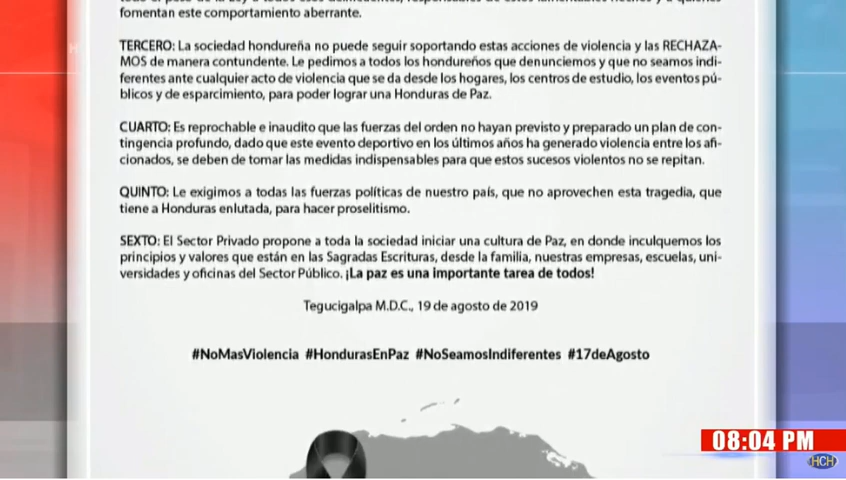 fomentan este comportamiento aberrante.
TERCERO: La sociedad hondureña no puede seguir soportando estas acciones de violencia y las RECHAZA-
MOS de manera contundente. Le pedimos a todos los hondureños que denunciemos y que no seamos indi-
ferentes ante cualquier acto de violencia que se da desde los hogares, los centros de estudio, los eventos pú-
blicos y de esparcimiento, para poder lograr una Honduras de Paz.
CUARTO: Es reprochable e inaudito que las fuerzas del orden no hayan previsto y preparado un plan de con-
tingencia profundo, dado que este evento deportivo en los últimos años ha generado violencia entre los afi-
cionados, se deben de tomar las medidas indispensables para que estos sucesos violentos no se repitan.
QUINTO: Le exigimos a todas las fuerzas políticas de nuestro país, que no aprovechen esta tragedia, que
tiene a Honduras enlutada, para hacer proselitismo.
SEXTO: El Sector Privado propone a toda la sociedad iniciar una cultura de Paz, en donde inculquemos los
principios y valores que están en las Sagradas Escrituras, desde la familia, nuestras empresas, escuelas, uni-
versidades y oficinas del Sector Público. ¡La paz es una importante tarea de todos!
Tegucigalpa M.D.C., 19 de agosto de 2019
#NoMasViolencia #HondurasEnPaz #NoSeamosIndiferentes #17deAgosto
08:04 PM
HCH